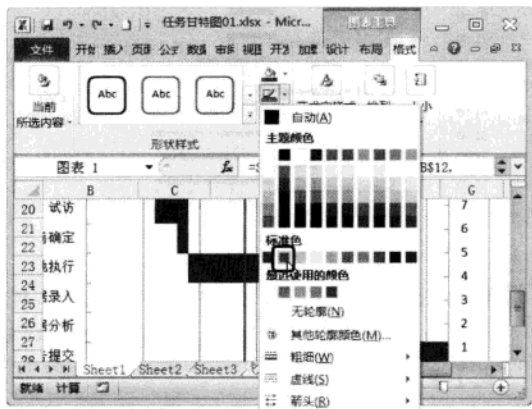 任务甘特图01.xlsx - Micr...
图表工具
文件 开始 插入 页面 公式 数据 审阅 视图 开发 加载 设计 布局 格式
当前
所选内容
Abc Abc Abc
形状样式
自动(A)
主题颜色
图表 1 fx =S B$12,
B C G
20 试访 7
21 6
22 确定 5
23 执行 4
24
25 录入 3
26 分析 2
27 1
28 提交
标准色
最近使用的颜色
无轮廓(N)
其他轮廓颜色(M)...
粗细(W)
虚线(S)
箭头(R)
Sheet1 Sheet2 Sheet3
就绪 计算